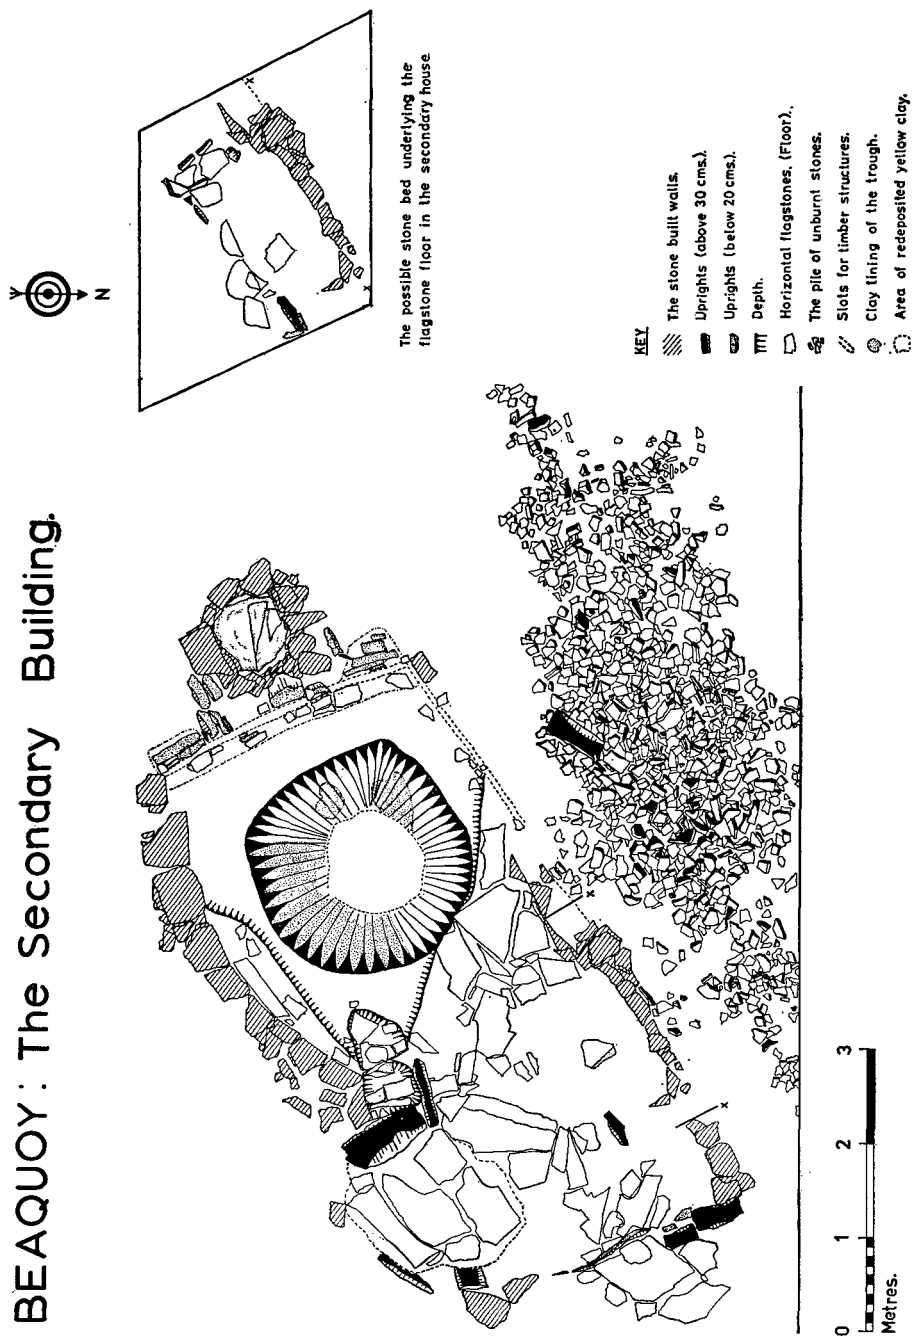 BEAQUOY : The Secondary Building.
N
The possible stone bed underlying the
flagstone floor in the secondary house
x
x
x
x
KEY
The stone built walls.
Uprights (above 30 cms.).
Uprights (below 20 cms.).
Depth.
Horizontal flagstones, (Floor).,
The pile of unburnt stones.
Slots for timber structures.
Clay lining of the trough.
Area of redeposited yellow clay.
0 1 2 3
Metres.